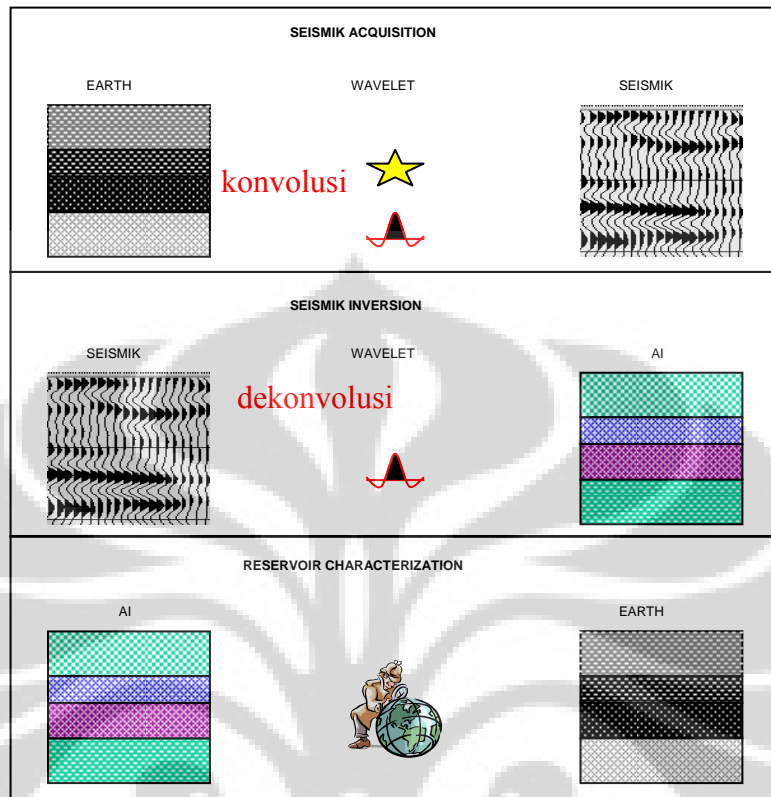 SEISMIK ACQUISITION
EARTH WAVELET SEISMIK
konvolusi
SEISMIK INVERSION
SEISMIK WAVELET AI
dekonvolusi
RESERVOIR CHARACTERIZATION
AI EARTH